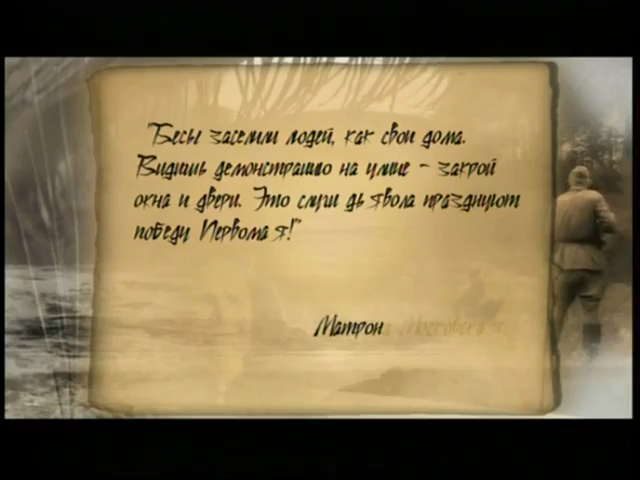 "Бесы заселили людей, как свои дома.
Видишь демонстрацию на улице - закрой
окна и двери. Это слуги дьявола празднуют
победу Первомая!"
Матрона Московская